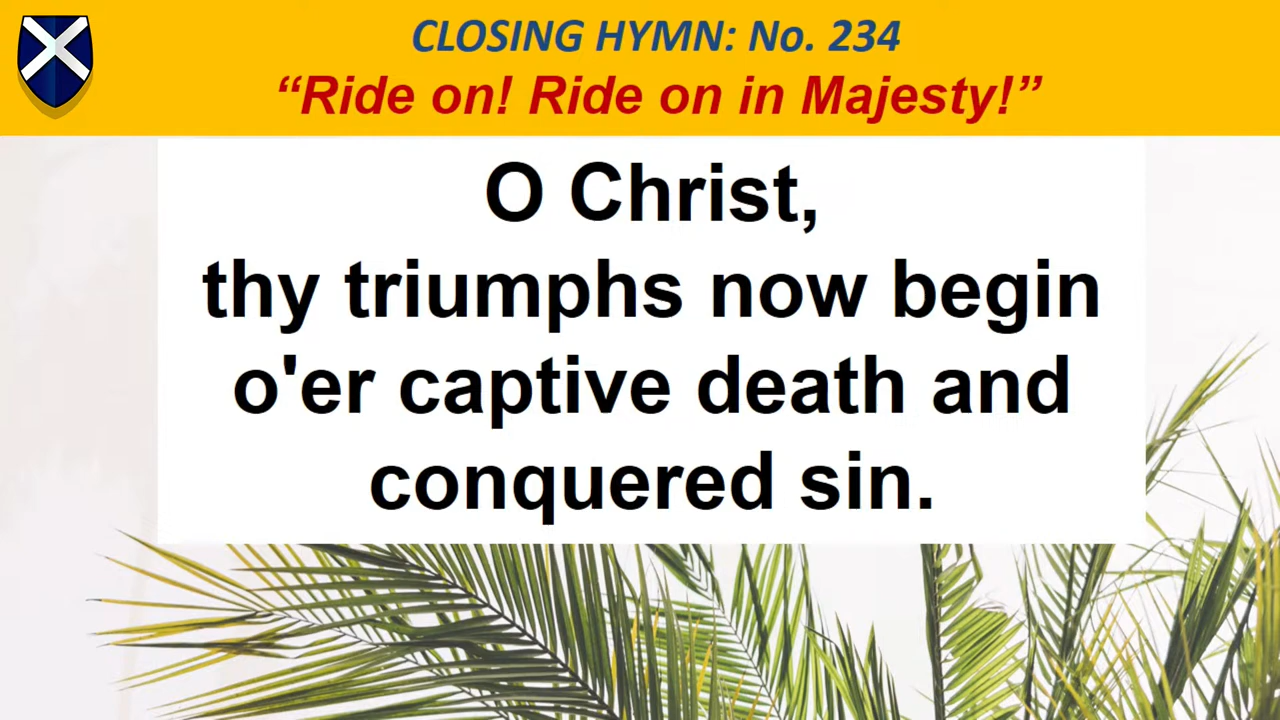 CLOSING HYMN: No. 234
“Ride on! Ride on in Majesty!”
O Christ,
thy triumphs now begin
o'er captive death and
conquered sin.